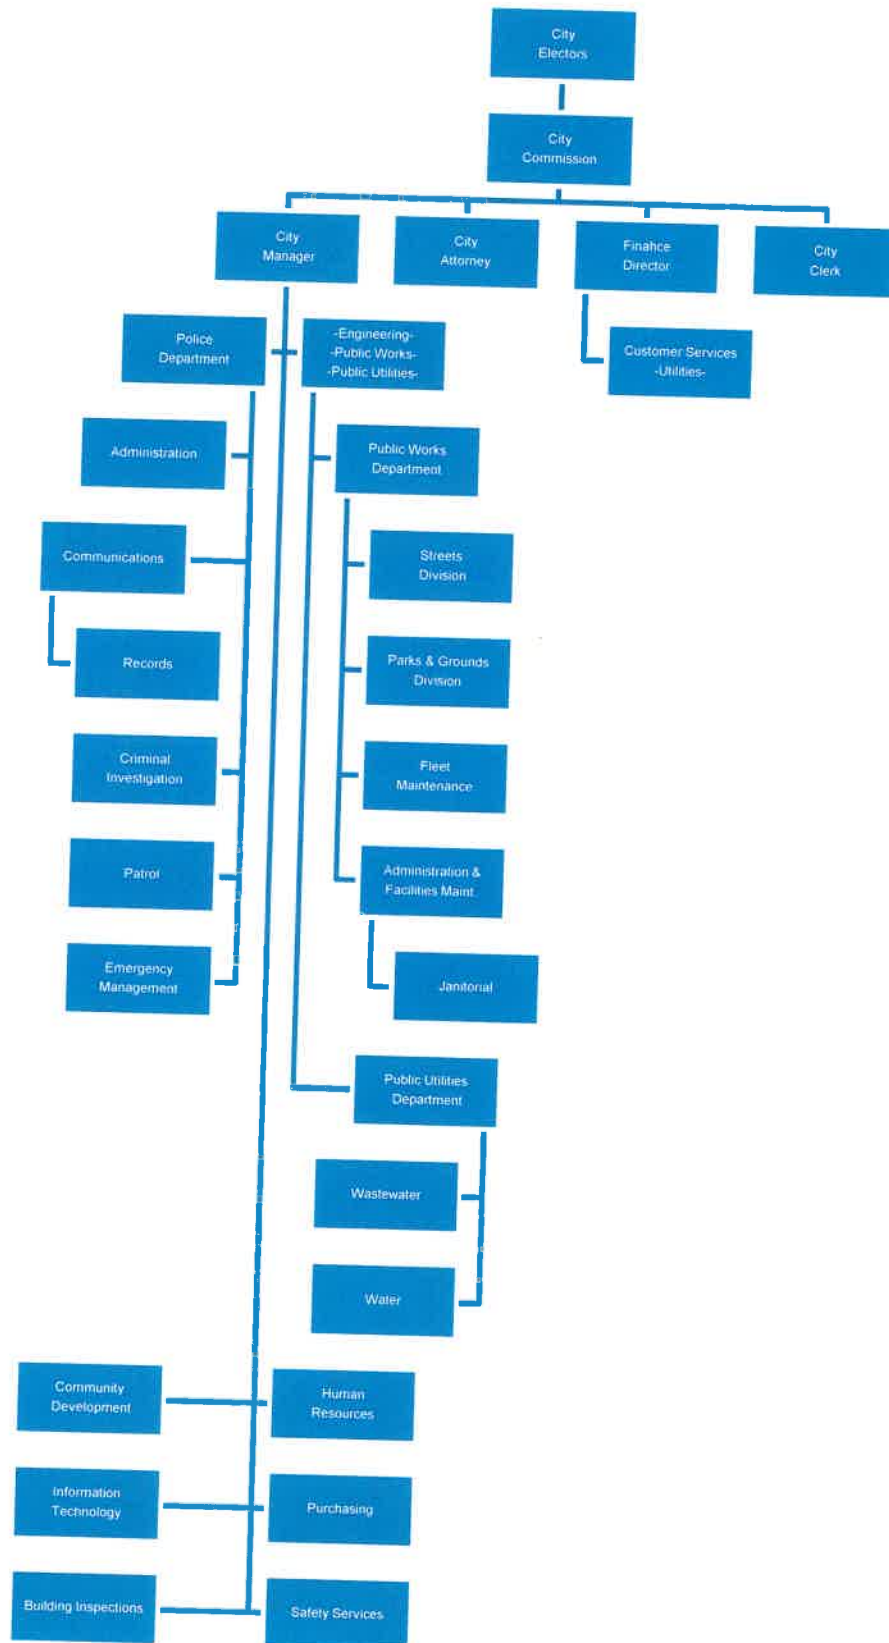 City
Electors
City
Commission
City
Manager
City
Attorney
Finance
Director
City
Clerk
Police
Department
-Engineering-
-Public Works-
-Public Utilities-
Customer Services
-Utilities-
Administration
Public Works
Department
Communications
Streets
Division
Records
Parks & Grounds
Division
Criminal
Investigation
Fleet
Maintenance
Patrol
Administration &
Facilities Maint
Emergency
Management
Janitorial
Public Utilities
Department
Wastewater
Water
Community
Development
Human
Resources
Information
Technology
Purchasing
Building Inspections
Safety Services